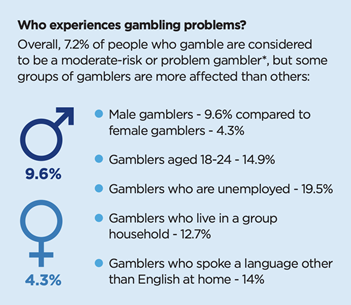 Who experiences gambling problems?
Overall, 7.2% of people who gamble are considered
to be a moderate-risk or problem gambler*, but some
groups of gamblers are more affected than others:
9.6%
4.3%
Male gamblers - 9.6% compared to
female gamblers - 4.3%
Gamblers aged 18-24 - 14.9%
Gamblers who are unemployed - 19.5%
Gamblers who live in a group
household - 12.7%
Gamblers who spoke a language other
than English at home - 14%